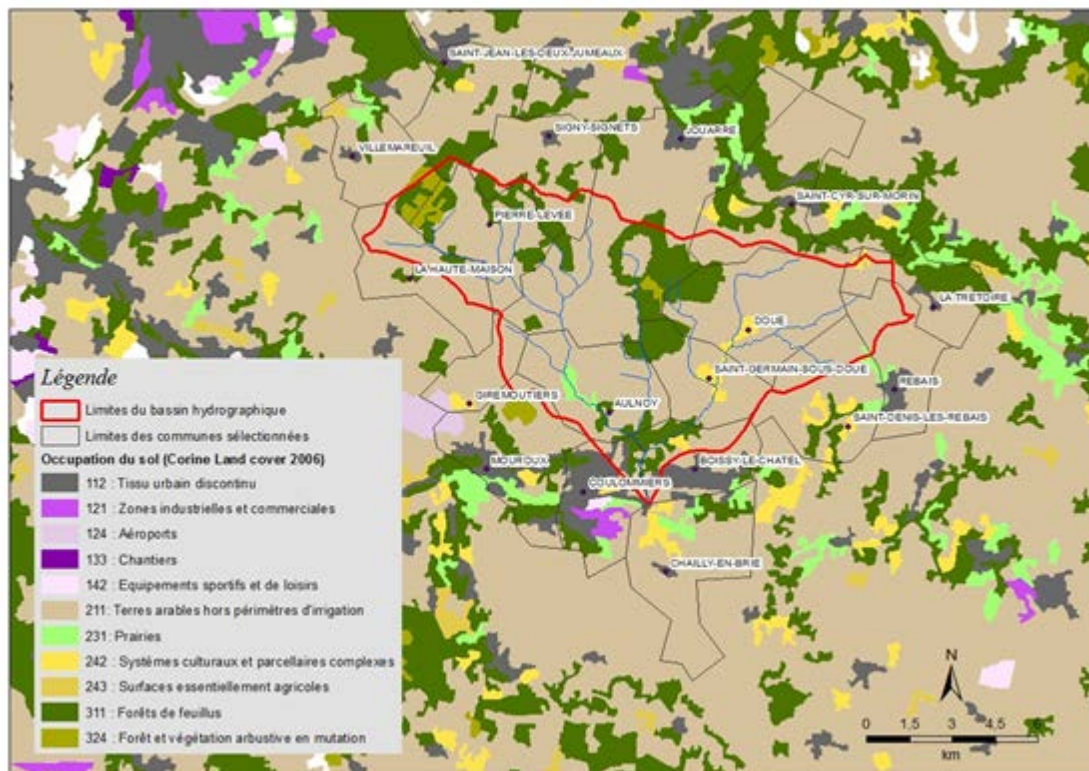 SAINT-JEAN-LES-DEUX-JUMEAUX
SIGNY-SIGNETS
JOUARRE
VILLEMAREUIL
SAINT-CYR-SUR-MORIN
PIERRE-LEVEE
LA HAUTE-MAISON
LA TRETOIRE
DOUE
SAINT-GERMAIN-SOUS-DOUE
REBAIS
GIREMOUTIERS
AULNOY
SAINT-DENIS-LES-REBAIS
MOUROUX
BOISSY-LE-CHATEL
COULOMMIERS
CHAILLY-EN-BRIE
Légende
Limites du bassin hydrographique
Limites des communes sélectionnées
Occupation du sol (Corine Land cover 2006)
112 : Tissu urbain discontinu
121 : Zones industrielles et commerciales
124 : Aéroports
133 : Chantiers
142 : Equipements sportifs et de loisirs
211: Terres arables hors périmètres d'irrigation
231: Prairies
242 : Systèmes culturaux et parcellaires complexes
243 : Surfaces essentiellement agricoles
311 : Forêts de feuillus
324 : Forêt et végétation arbustive en mutation
N
0 1.5 3 4.5 6
km